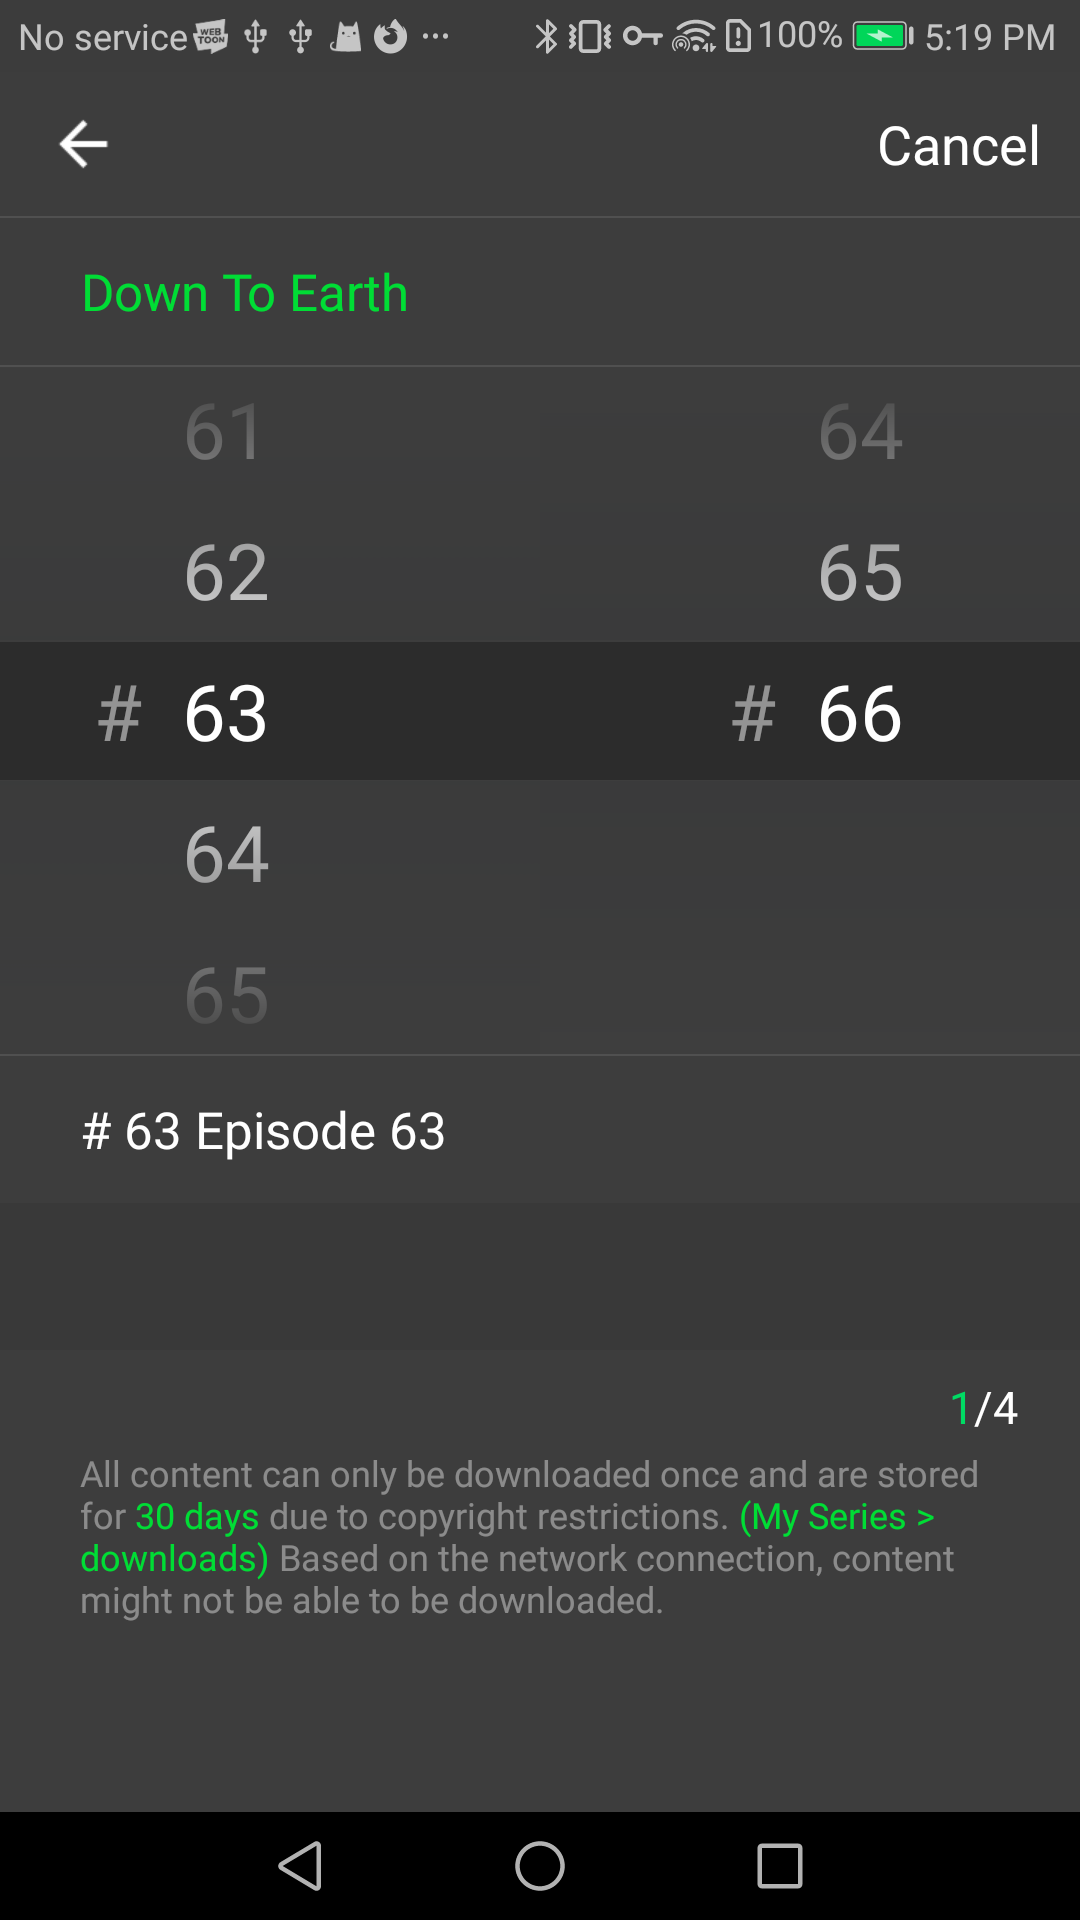 No service WEB TOON 100% 5:19 PM
Cancel
Down To Earth
61 64
62 65
# 63 # 66
64
65
# 63 Episode 63
1/4
All content can only be downloaded once and are stored
for 30 days due to copyright restrictions. (My Series >
downloads) Based on the network connection, content
might not be able to be downloaded.